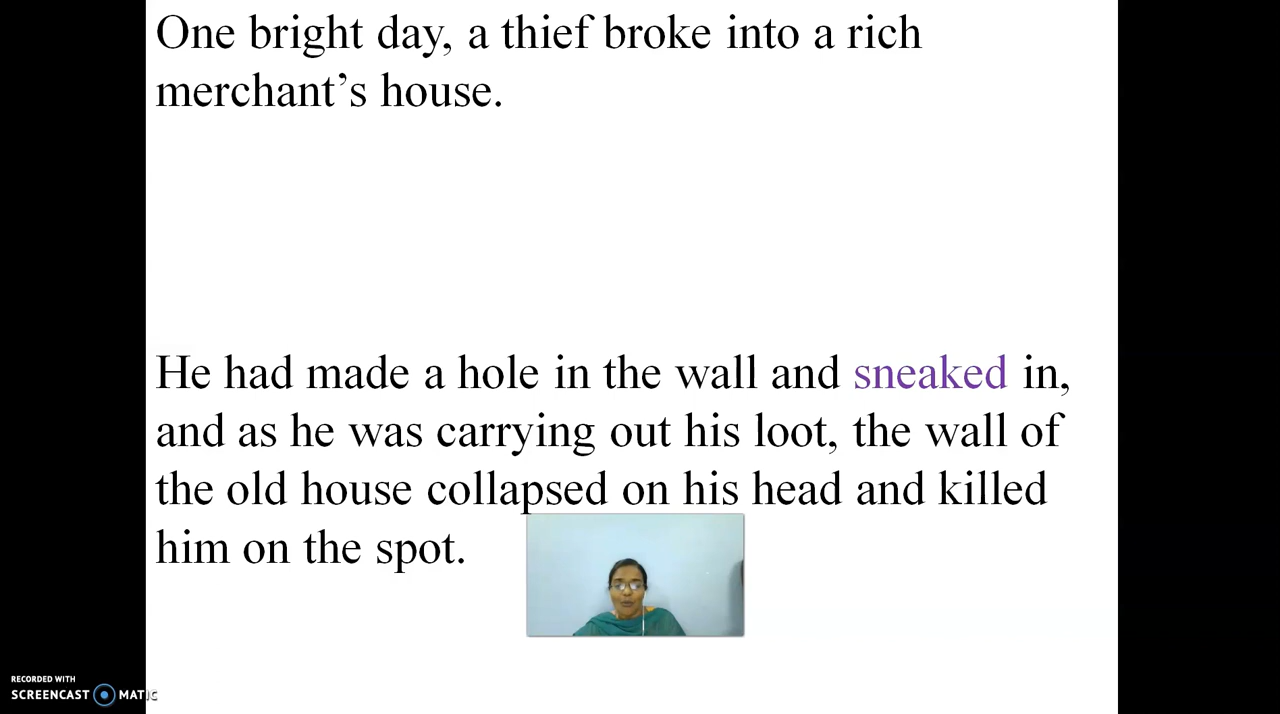 One bright day, a thief broke into a rich
merchant’s house.
He had made a hole in the wall and sneaked in,
and as he was carrying out his loot, the wall of
the old house collapsed on his head and killed
him on the spot.
RECORDED WITH
SCREENCAST MATIC